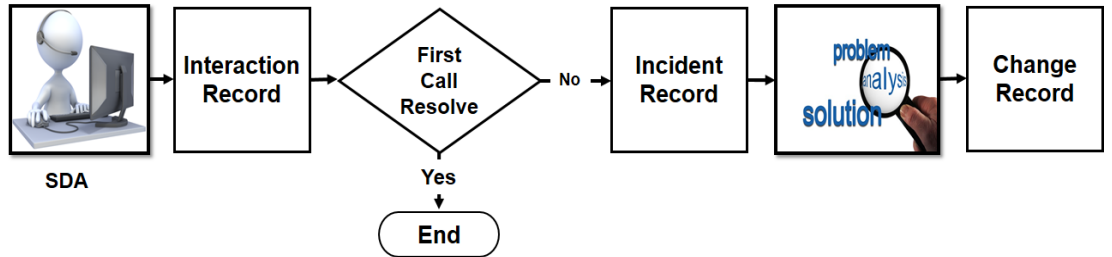 SDA
Interaction
Record
First
Call
Resolve
No
Yes
End
Incident
Record
problem
analysis
solution
Change
Record